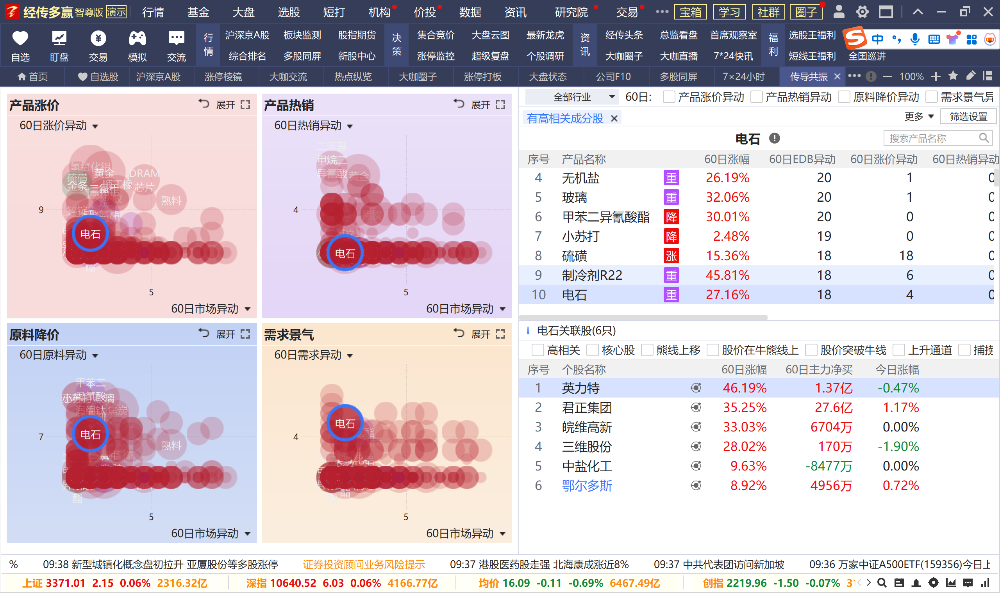 经传多赢 智尊版 演示 行情 基金 大盘 选股 短打 机构 价投 数据 资讯 研究院 交易 宝箱 学习 社群 圈子
自选 盯盘 交易 模拟 交流
行情 沪深京A股 板块监测 股指期货 决策 集合竞价 大盘云图 最新龙虎 资讯 经传头条 总监看盘 首席观察室 福利 选股王福利 中
综合排名 多股同屏 新股中心 涨停监控 超级复盘 个股调研 大咖圈子 大咖直播 7*24快讯 短线王福利 全国巡讲
首页 自选股 沪深京A股 涨停棱镜 大咖交流 热点纵览 大咖圈子 涨停打板 大盘状态 公司F10 多股同屏 7×24小时 传导共振 100%
产品涨价 展开
60日涨价异动
氢氧化铝
硫磺 黄金 DRAM
金条 芯片
熟料
锌锭
聚氨酯
电石
酯
9
5
60日市场异动
产品热销 展开
60日热销异动
二苯基
甲烷二
异氰酸
黄金
焦炭
电石
4
5
60日市场异动
原料降价 展开
60日原料异动
甲苯二
小苏打
海绵钛 焦炭
电石
熟料
酯
7
5
60日市场异动
需求景气 展开
60日需求异动
电石
4
5
60日市场异动
全部行业 60日: 产品涨价异动 产品热销异动 原料降价异动 需求景气异
有高相关成分股 更多 筛选设置
电石 搜索产品名称
序号 产品名称 60日涨幅 60日EDB异动 60日涨价异动 60日热销异动
4 无机盐 重 26.19% 20 1 0
5 玻璃 重 32.06% 20 1 0
6 甲苯二异氰酸酯 降 30.01% 20 0 0
7 小苏打 降 2.48% 19 0 0
8 硫磺 涨 15.36% 18 18 0
9 制冷剂R22 重 45.81% 18 6 0
10 电石 重 27.16% 18 4 0
电石关联股(6只)
高相关 核心股 熊线上移 股价在牛熊线上 股价突破牛线 上升通道 捕捞
序号 个股名称 60日涨幅 60日主力净买 今日涨幅
1 英力特 46.19% 1.37亿 -0.47%
2 君正集团 35.25% 27.6亿 1.17%
3 皖维高新 33.03% 6704万 0.00%
4 三维股份 28.02% 170万 -1.90%
5 中盐化工 9.63% -8477万 0.00%
6 鄂尔多斯 8.92% 4956万 0.72%
% 09:38 新型城镇化概念盘初拉升 亚厦股份等多股涨停 证券投资顾问业务风险提示 09:37 港股医药股走强 北海康成涨近8% 09:37 中共代表团访问新加坡 09:36 万家中证A500ETF(159356)今日上
上证 3371.01 2.15 0.06% 2316.32亿 深指 10640.52 6.03 0.06% 4166.77亿 均价 16.09 -0.11 -0.69% 6467.49亿 创指 2219.96 -1.50 -0.07%